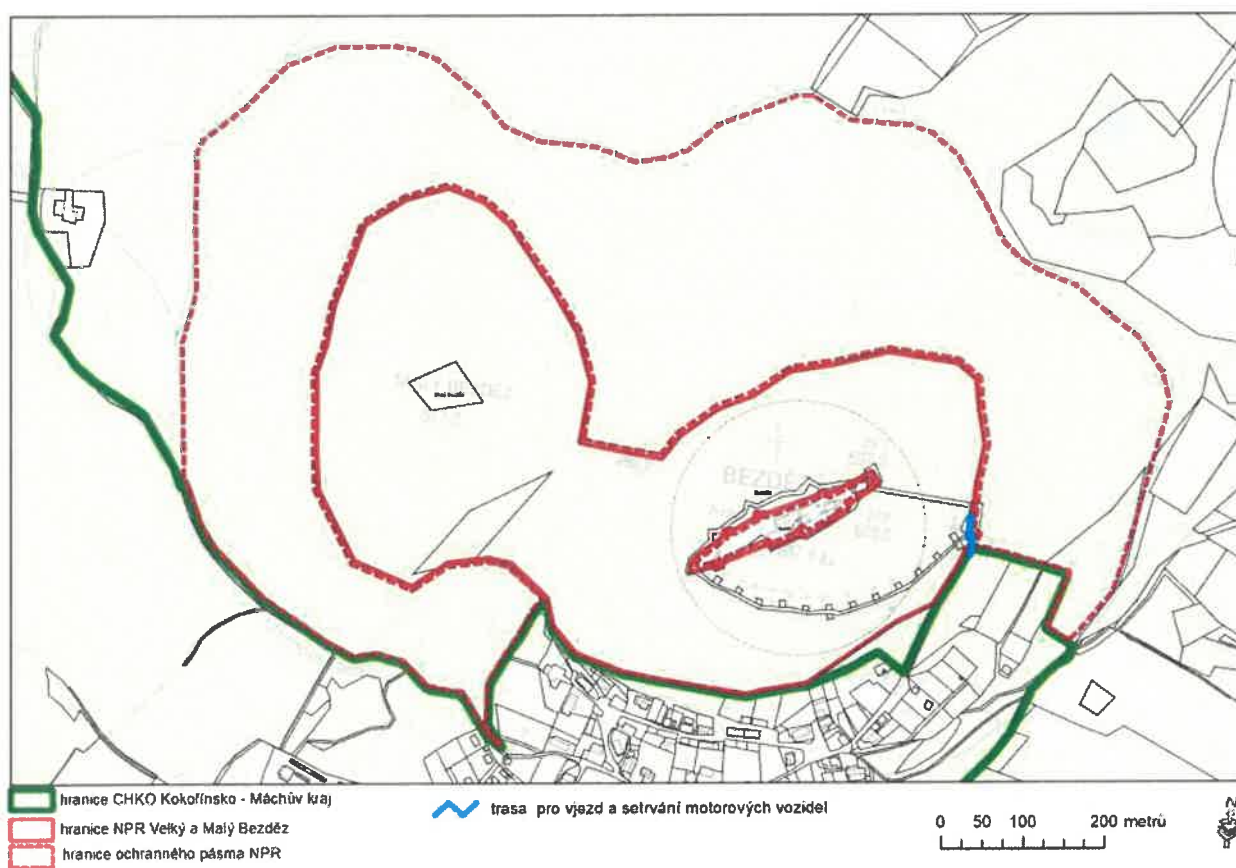 BEZDĚZ
hranice CHKO Kokořínsko - Máchův kraj
hranice NPR Velký a Malý Bezděz
hranice ochranného pásma NPR
trasa pro vjezd a setrvání motorových vozidel
0 50 100 200 metrů